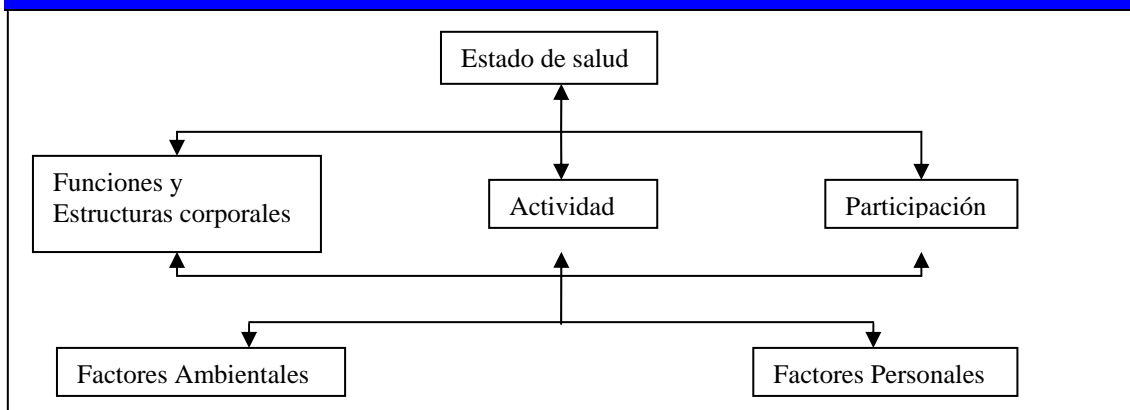 Estado de salud
Funciones y
Estructuras corporales
Actividad
Participación
Factores Ambientales
Factores Personales